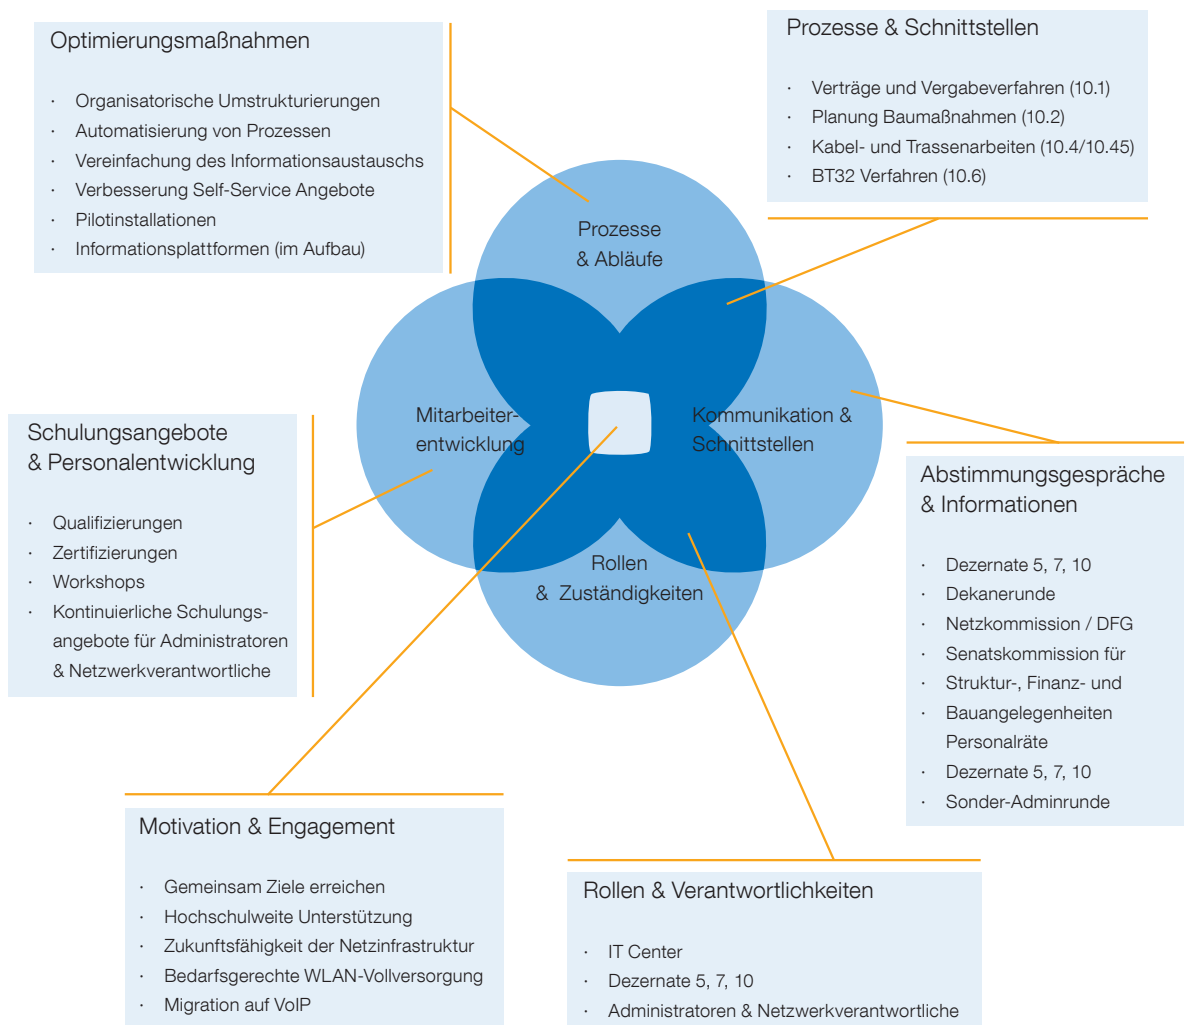 Optimierungsmaßnahmen
· Organisatorische Umstrukturierungen
· Automatisierung von Prozessen
· Vereinfachung des Informationsaustauschs
· Verbesserung Self-Service Angebote
· Pilotinstallationen
· Informationsplattformen (im Aufbau)
Prozesse & Schnittstellen
· Verträge und Vergabeverfahren (10.1)
· Planung Baumaßnahmen (10.2)
· Kabel- und Trassenarbeiten (10.4/10.45)
· BT32 Verfahren (10.6)
Prozesse
& Abläufe
Mitarbeiter-
entwicklung
Kommunikation &
Schnittstellen
Rollen
& Zuständigkeiten
Schulungsangebote
& Personalentwicklung
· Qualifizierungen
· Zertifizierungen
· Workshops
· Kontinuierliche Schulungs-
angebote für Administratoren
& Netzwerkverantwortliche
Abstimmungsgespräche
& Informationen
· Dezernate 5, 7, 10
· Dekanerunde
· Netzkommission / DFG
· Senatskommission für
· Struktur-, Finanz- und
· Bauangelegenheiten
Personalräte
· Dezernate 5, 7, 10
· Sonder-Adminrunde
Motivation & Engagement
· Gemeinsam Ziele erreichen
· Hochschulweite Unterstützung
· Zukunftsfähigkeit der Netzinfrastruktur
· Bedarfsgerechte WLAN-Vollversorgung
· Migration auf VoIP
Rollen & Verantwortlichkeiten
· IT Center
· Dezernate 5, 7, 10
· Administratoren & Netzwerkverantwortliche